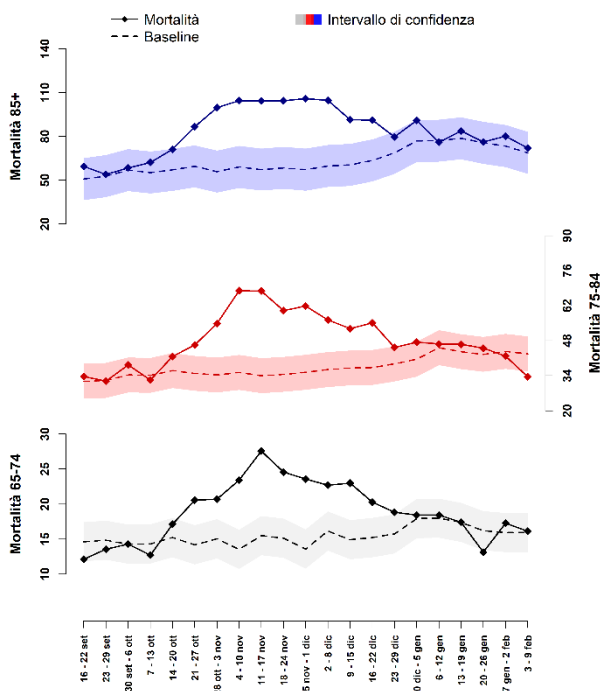 Mortalità
Baseline
Intervallo di confidenza
Mortalità 85+
140
110
80
50
20
Mortalità 75-84
90
76
62
48
34
20
Mortalità 65-74
30
25
20
15
10
16 - 22 set
23 - 29 set
30 set - 6 ott
7 - 13 ott
14 - 20 ott
21 - 27 ott
28 ott - 3 nov
4 - 10 nov
11 - 17 nov
18 - 24 nov
5 nov - 1 dic
2 - 8 dic
9 - 15 dic
16 - 22 dic
23 - 29 dic
0 dic - 5 gen
6 - 12 gen
13 - 19 gen
20 - 26 gen
7 gen - 2 feb
3 - 9 feb